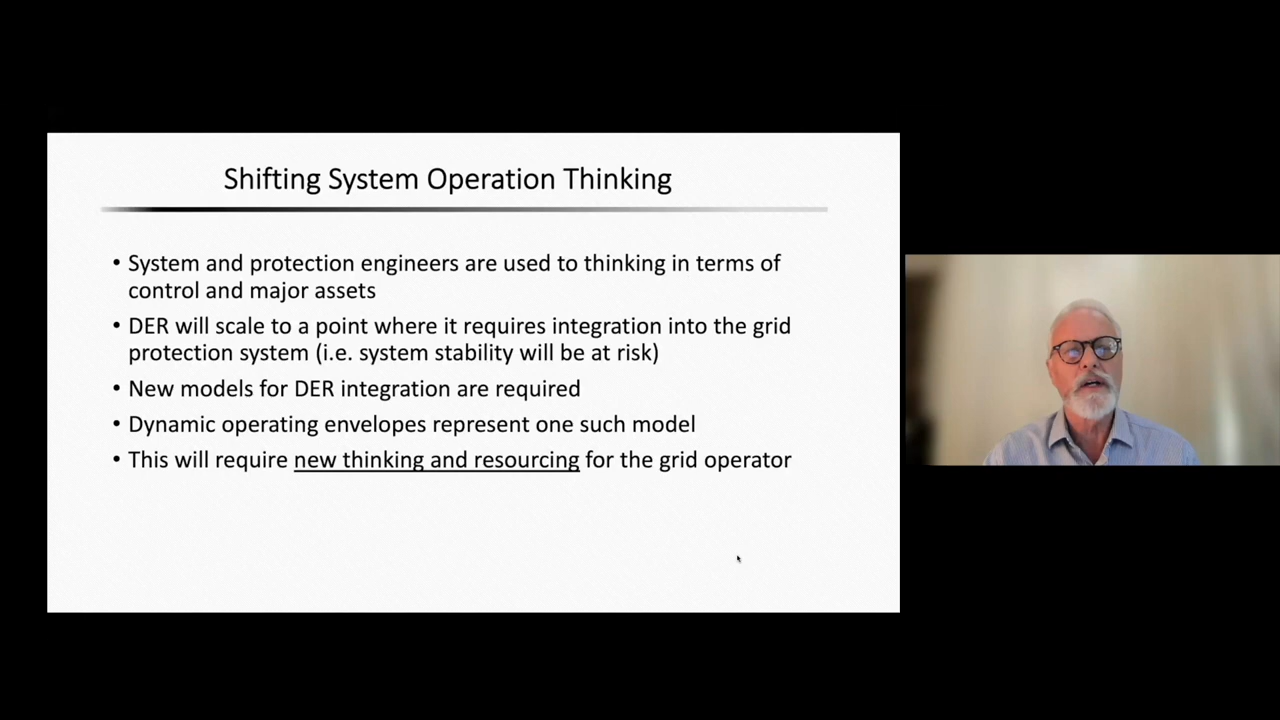 Shifting System Operation Thinking
• System and protection engineers are used to thinking in terms of
control and major assets
• DER will scale to a point where it requires integration into the grid
protection system (i.e. system stability will be at risk)
• New models for DER integration are required
• Dynamic operating envelopes represent one such model
• This will require new thinking and resourcing for the grid operator